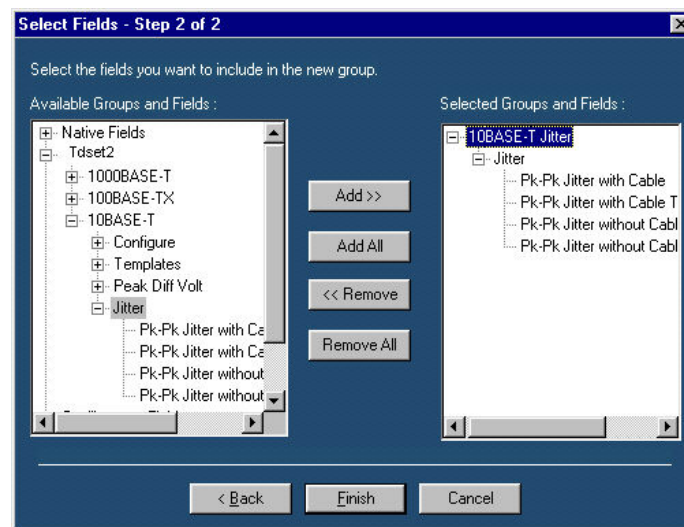 Select Fields - Step 2 of 2
Select the fields you want to include in the new group.
Available Groups and Fields :
Native Fields
Tdset2
1000BASE-T
100BASE-TX
10BASE-T
Configure
Templates
Peak Diff Volt
Jitter
Pk-Pk Jitter with Ca
Pk-Pk Jitter with Ca
Pk-Pk Jitter without
Pk-Pk Jitter without
Add >>
Add All
<< Remove
Remove All
Selected Groups and Fields :
10BASE-T Jitter
Jitter
Pk-Pk Jitter with Cable
Pk-Pk Jitter with Cable T
Pk-Pk Jitter without Cabl
Pk-Pk Jitter without Cabl
< Back
Finish
Cancel